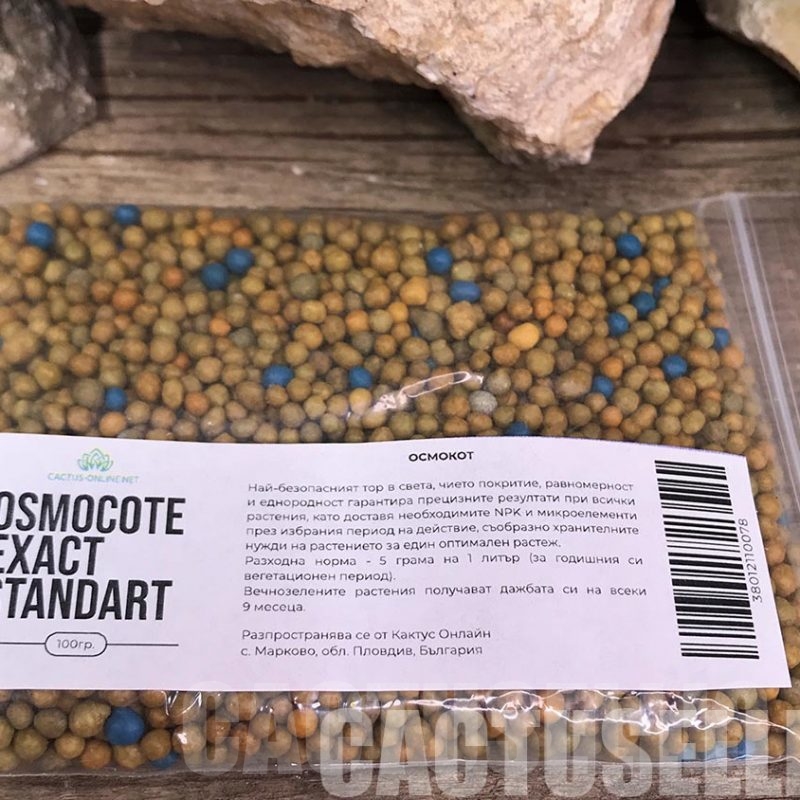 CACTUS-ONLINE.NET
OSMOCOTE
EXACT
STANDART
100гр.
ОСМОКОТ
Най-безопасният тор в света, чието покритие, равномерност
и еднородност гарантира прецизните резултати при всички
растения, като доставя необходимите NPK и микроелементи
през избрания период на действие, съобразно хранителните
нужди на растението за един оптимален растеж.
Разходна норма - 5 грама на 1 литър (за годишния си
вегетационен период).
Вечнозелените растения получават дажбата си на всеки
9 месеца.
Разпространява се от Кактус Онлайн
с. Марково, обл. Пловдив, България
38012110078
CACTUSELLI